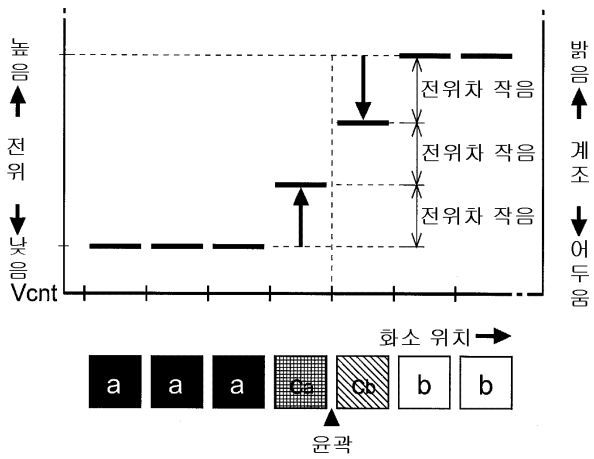 높음
전위
낮음
Vcnt
밝음
계조
어두움
전위차 작음
전위차 작음
전위차 작음
화소 위치
a a a Ca Cb b b
윤곽